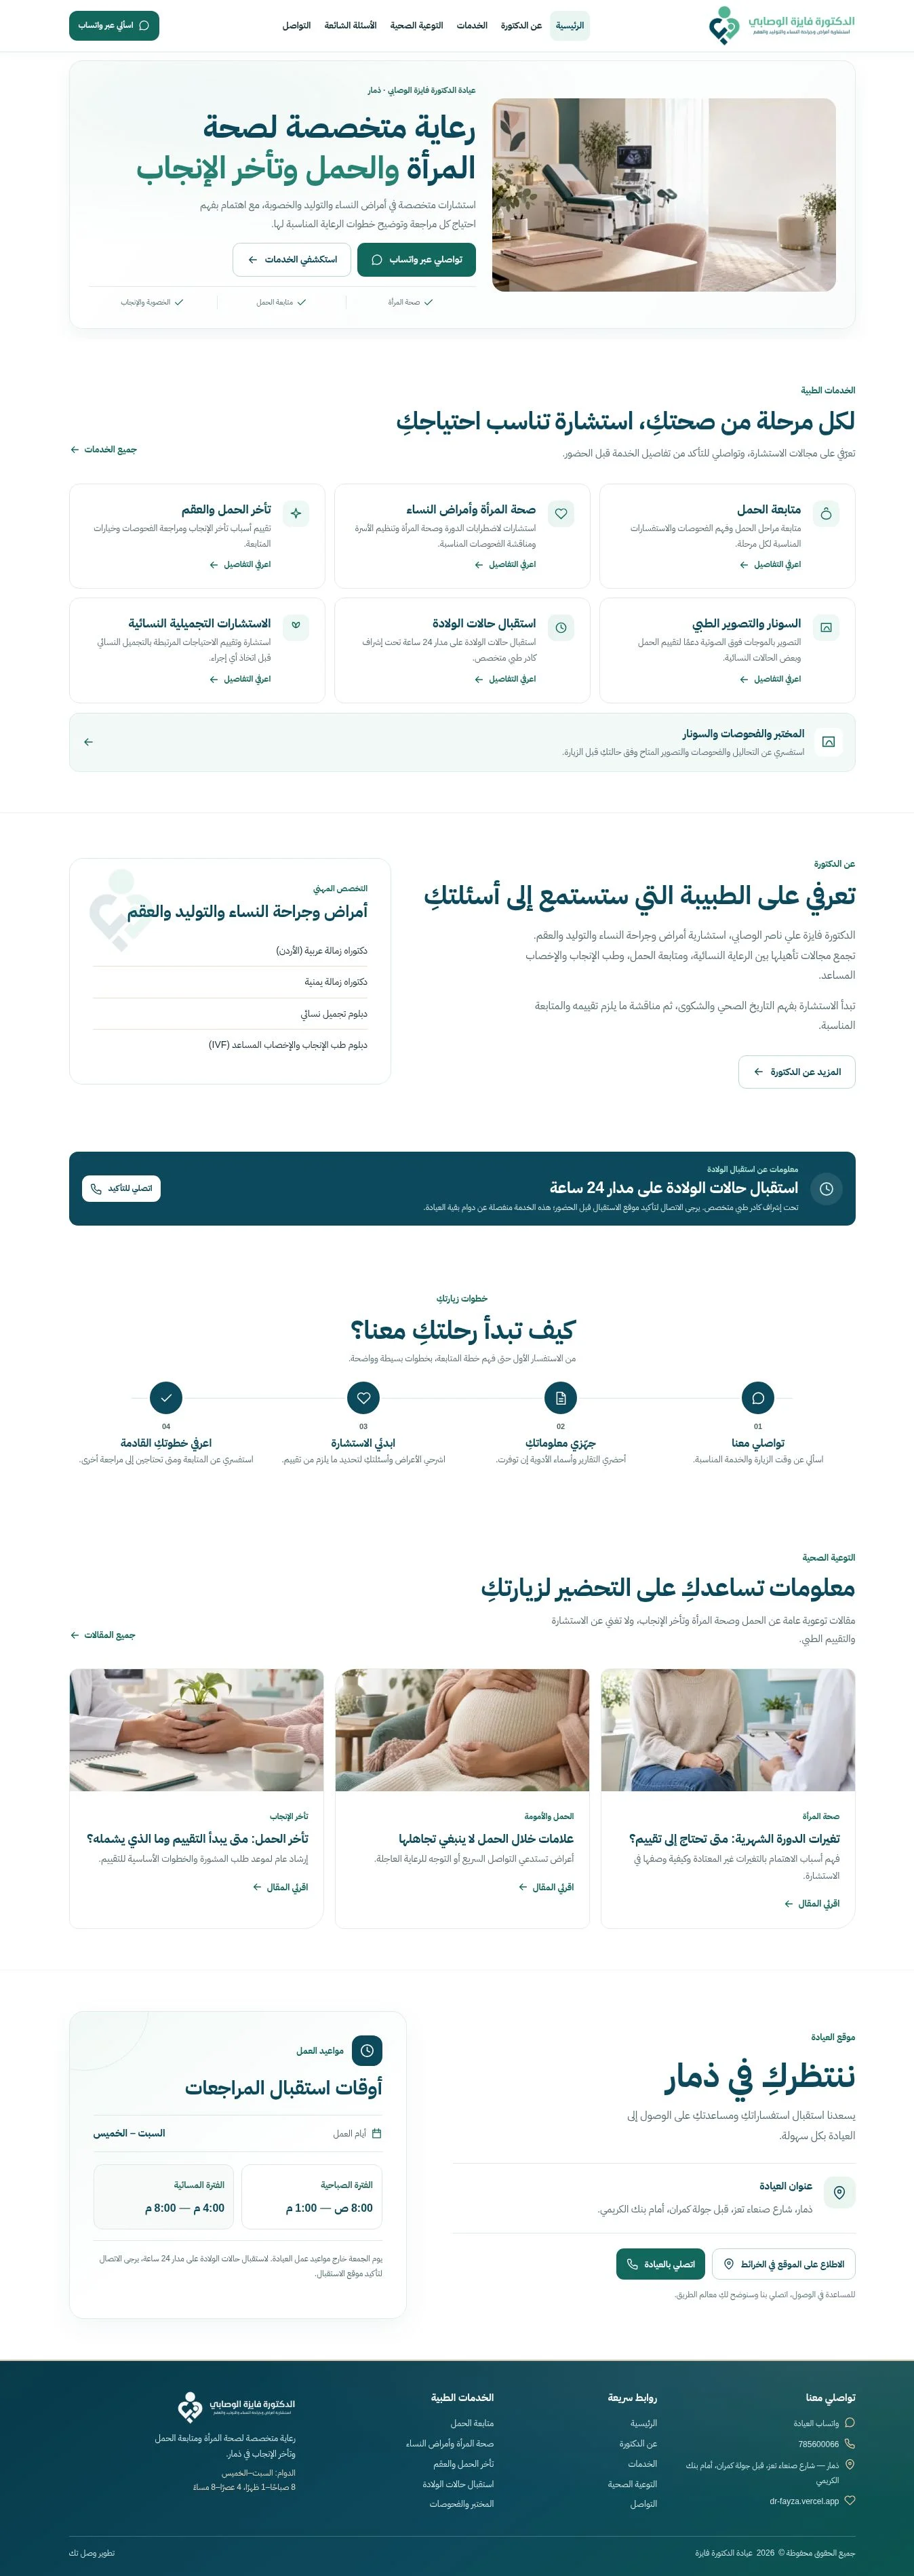 الدكتورة فايزة الوصابي
استشارية أمراض وجراحة النساء والتوليد والعقم
الرئيسية
عن الدكتورة
الخدمات
التوعية الصحية
الأسئلة الشائعة
التواصل
اسألي عبر واتساب
عيادة الدكتورة فايزة الوصابي · ذمار
رعاية متخصصة لصحة
المرأة والحمل وتأخر الإنجاب
استشارات متخصصة في أمراض النساء والتوليد والخصوبة، مع اهتمام بفهم
احتياج كل مراجعة وتوضيح خطوات الرعاية المناسبة لها.
تواصلي عبر واتساب
استكشفي الخدمات
صحة المرأة
متابعة الحمل
الخصوبة والإنجاب
الخدمات الطبية
لكل مرحلة من صحتكِ، استشارة تناسب احتياجكِ
تعرّفي على مجالات الاستشارة، وتواصلي للتأكد من تفاصيل الخدمة قبل الحضور.
جميع الخدمات
متابعة الحمل
متابعة مراحل الحمل وفهم الفحوصات والاستفسارات
المناسبة لكل مرحلة.
اعرفي التفاصيل
صحة المرأة وأمراض النساء
استشارات لاضطرابات الدورة وصحة المرأة وتنظيم الأسرة
ومناقشة الفحوصات المناسبة.
اعرفي التفاصيل
تأخر الحمل والعقم
تقييم أسباب تأخر الإنجاب ومراجعة الفحوصات وخيارات
المتابعة.
اعرفي التفاصيل
السونار والتصوير الطبي
التصوير بالموجات فوق الصوتية دعمًا لتقييم الحمل
وبعض الحالات النسائية.
اعرفي التفاصيل
استقبال حالات الولادة
استقبال حالات الولادة على مدار 24 ساعة تحت إشراف
كادر طبي متخصص.
اعرفي التفاصيل
الاستشارات التجميلية النسائية
استشارة وتقييم الاحتياجات المرتبطة بالتجميل النسائي
قبل اتخاذ أي إجراء.
اعرفي التفاصيل
المختبر والفحوصات والسونار
استفسري عن التحاليل والفحوصات والتصوير المتاح وفق حالتكِ قبل الزيارة.
عن الدكتورة
تعرفي على الطبيبة التي ستستمع إلى أسئلتكِ
الدكتورة فايزة علي ناصر الوصابي، استشارية أمراض وجراحة النساء والتوليد والعقم.
تجمع مجالات تأهيلها بين الرعاية النسائية، ومتابعة الحمل، وطب الإنجاب والإخصاب
المساعد.
تبدأ الاستشارة بفهم التاريخ الصحي والشكوى، ثم مناقشة ما يلزم تقييمه والمتابعة
المناسبة.
المزيد عن الدكتورة
التخصص المهني
أمراض وجراحة النساء والتوليد والعقم
دكتوراه زمالة عربية (الأردن)
دكتوراه زمالة يمنية
دبلوم تجميل نسائي
دبلوم طب الإنجاب والإخصاب المساعد (IVF)
معلومات عن استقبال الولادة
استقبال حالات الولادة على مدار 24 ساعة
تحت إشراف كادر طبي متخصص. يرجى الاتصال لتأكيد موقع الاستقبال قبل الحضور؛ هذه الخدمة منفصلة عن دوام بقية العيادة.
اتصلي للتأكيد
خطوات زيارتكِ
كيف تبدأ رحلتكِ معنا؟
من الاستفسار الأول حتى فهم خطة المتابعة، بخطوات بسيطة وواضحة.
01
تواصلي معنا
اسألي عن وقت الزيارة والخدمة المناسبة.
02
جهّزي معلوماتكِ
أحضري التقارير وأسماء الأدوية إن توفرت.
03
ابدئي الاستشارة
اشرحي الأعراض وأسئلتكِ لتحديد ما يلزم من تقييم.
04
اعرفي خطوتكِ القادمة
استفسري عن المتابعة ومتى تحتاجين إلى مراجعة أخرى.
التوعية الصحية
معلومات تساعدكِ على التحضير لزيارتكِ
مقالات توعوية عامة عن الحمل وصحة المرأة وتأخر الإنجاب، ولا تغني عن الاستشارة
والتقييم الطبي.
جميع المقالات
صحة المرأة
تغيرات الدورة الشهرية: متى تحتاج إلى تقييم؟
فهم أسباب الاهتمام بالتغيرات غير المعتادة وكيفية وصفها في
الاستشارة.
اقرئي المقال
الحمل والأمومة
علامات خلال الحمل لا ينبغي تجاهلها
أعراض تستدعي التواصل السريع أو التوجه للرعاية العاجلة.
اقرئي المقال
تأخر الإنجاب
تأخر الحمل: متى يبدأ التقييم وما الذي يشمله؟
إرشاد عام لموعد طلب المشورة والخطوات الأساسية للتقييم.
اقرئي المقال
موقع العيادة
ننتظركِ في ذمار
يسعدنا استقبال استفساراتكِ ومساعدتكِ على الوصول إلى
العيادة بكل سهولة.
عنوان العيادة
ذمار، شارع صنعاء تعز، قبل جولة كمران، أمام بنك الكريمي.
الاطلاع على الموقع في الخرائط
اتصلي بالعيادة
للمساعدة في الوصول، اتصلي بنا وسنوضح لكِ معالم الطريق.
مواعيد العمل
أوقات استقبال المراجعات
أيام العمل
السبت – الخميس
الفترة الصباحية
8:00 ص — 1:00 م
الفترة المسائية
4:00 م — 8:00 م
يوم الجمعة خارج مواعيد عمل العيادة. لاستقبال حالات الولادة على مدار 24 ساعة، يرجى الاتصال
لتأكيد موقع الاستقبال.
تواصلي معنا
واتساب العيادة
785600066
ذمار — شارع صنعاء تعز، قبل جولة كمران، أمام بنك
الكريمي
dr-fayza.vercel.app
روابط سريعة
الرئيسية
عن الدكتورة
الخدمات
التوعية الصحية
التواصل
الخدمات الطبية
متابعة الحمل
صحة المرأة وأمراض النساء
تأخر الحمل والعقم
استقبال حالات الولادة
المختبر والفحوصات
الدكتورة فايزة الوصابي
استشارية أمراض وجراحة النساء والتوليد والعقم
رعاية متخصصة لصحة المرأة ومتابعة الحمل
وتأخر الإنجاب في ذمار.
الدوام: السبت–الخميس
8 صباحًا–1 ظهرًا، 4 عصرًا–8 مساءً
جميع الحقوق محفوظة © 2026 عيادة الدكتورة فايزة
تطوير وصل تك